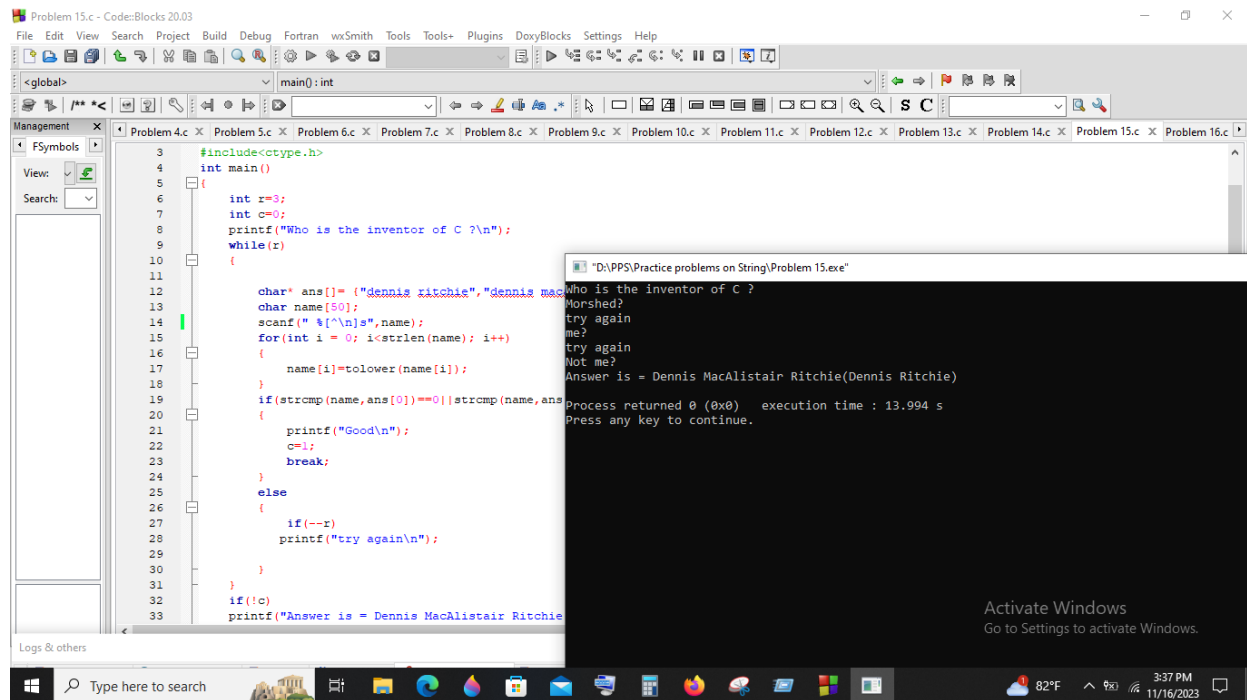 Problem 15.c - Code::Blocks 20.03
File Edit View Search Project Build Debug Fortran wxSmith Tools Tools+ Plugins DoxyBlocks Settings Help
<global> main() : int
/** *< .* S C
Management X
Problem 4.c X Problem 5.c X Problem 6.c X Problem 7.c X Problem 8.c X Problem 9.c X Problem 10.c X Problem 11.c X Problem 12.c X Problem 13.c X Problem 14.c X Problem 15.c X Problem 16.c
FSymbols
View:
Search:
3 #include<ctype.h>
4 int main()
5 {
6 int r=3;
7 int c=0;
8 printf("Who is the inventor of C ?\n");
9 while(r)
10 {
11
12 char* ans[]= {"dennis ritchie","dennis mac
13 char name[50];
14 scanf(" %[^\n]s",name);
15 for(int i = 0; i<strlen(name); i++)
16 {
17 name[i]=tolower(name[i]);
18 }
19 if(strcmp(name,ans[0])==0||strcmp(name,ans
20 {
21 printf("Good\n");
22 c=1;
23 break;
24 }
25 else
26 {
27 if(--r)
28 printf("try again\n");
29
30 }
31 }
32 if(!c)
33 printf("Answer is = Dennis MacAlistair Ritchie
"D:\PPS\Practice problems on String\Problem 15.exe"
Who is the inventor of C ?
Morshed?
try again
me?
try again
Not me?
Answer is = Dennis MacAlistair Ritchie(Dennis Ritchie)
Process returned 0 (0x0) execution time : 13.994 s
Press any key to continue.
Activate Windows
Go to Settings to activate Windows.
Logs & others
Type here to search
82°F
3:37 PM
11/16/2023